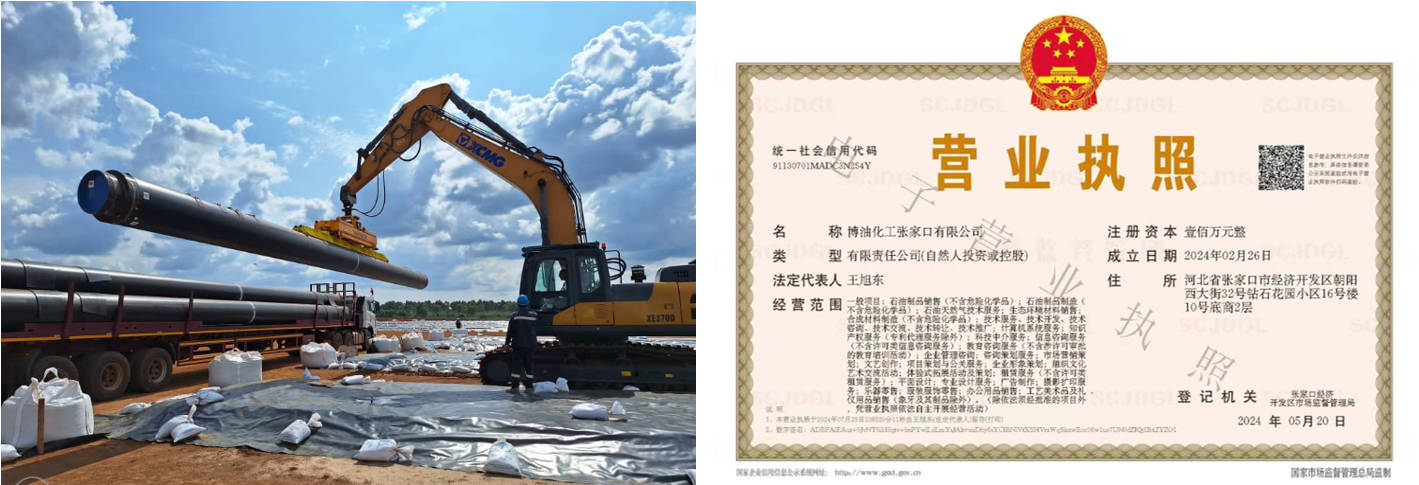 XCMG
XE370D
统一社会信用代码
91130701MADC3N254Y
营业执照
名称 博油化工张家口有限公司
类型 有限责任公司(自然人投资或控股)
法定代表人 王旭东
经营范围 一般项目：石油制品销售（不含危险化学品）；石油制品制造（
不含危险化学品）；石油天然气技术服务；生态环境材料销售；
合成材料制造（不含危险化学品）；技术服务、技术开发、技术
咨询、技术交流、技术转让、技术推广；计算机系统服务；知识
产权服务（专利代理服务除外）；科技中介服务；信息咨询服务
（不含许可类信息咨询服务）；教育咨询服务（不含涉许可审批
的教育培训活动）；企业管理咨询；咨询策划服务；市场营销策
划；文艺创作；项目策划与公关服务；企业形象策划；组织文化
艺术交流活动；体验式拓展活动及策划；租赁服务（不含许可类
租赁服务）；平面设计；专业设计服务；广告制作；摄影扩印服
务；乐器零售；服装服饰零售；办公用品销售；工艺美术品及礼
仪用品销售（象牙及其制品除外）。（除依法须经批准的项目外
，凭营业执照依法自主开展经营活动）
注册资本 壹佰万元整
成立日期 2024年02月26日
住所 河北省张家口市经济开发区朝阳
西大街32号钻石花园小区16号楼
10号底商2层
电子营业执照
登记机关 张家口经济
开发区市场监督管理局
2024 年 05月 20 日
说明
国家企业信用信息公示系统网址： http://www.gsxt.gov.cn
国家市场监督管理总局监制